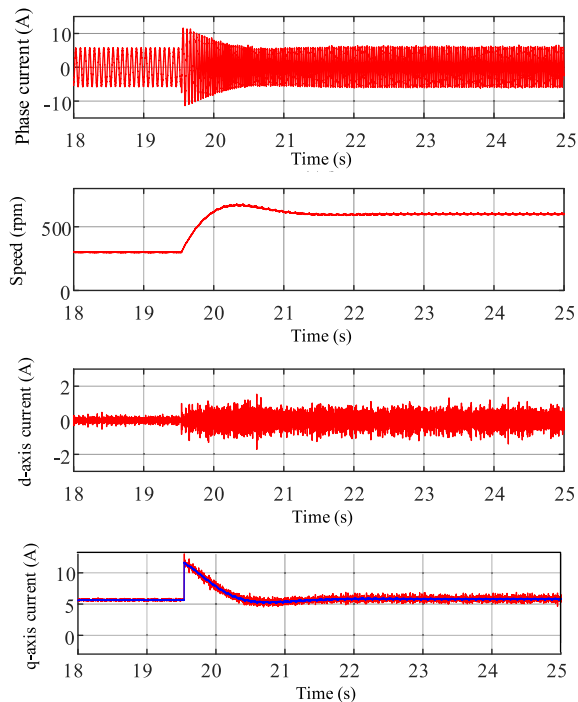 Phase current (A)
10
0
-10
18 19 20 21 22 23 24 25
Time (s)
Speed (rpm)
500
0
18 19 20 21 22 23 24 25
Time (s)
d-axis current (A)
2
0
-2
18 19 20 21 22 23 24 25
Time (s)
q-axis current (A)
10
5
0
18 19 20 21 22 23 24 25
Time (s)